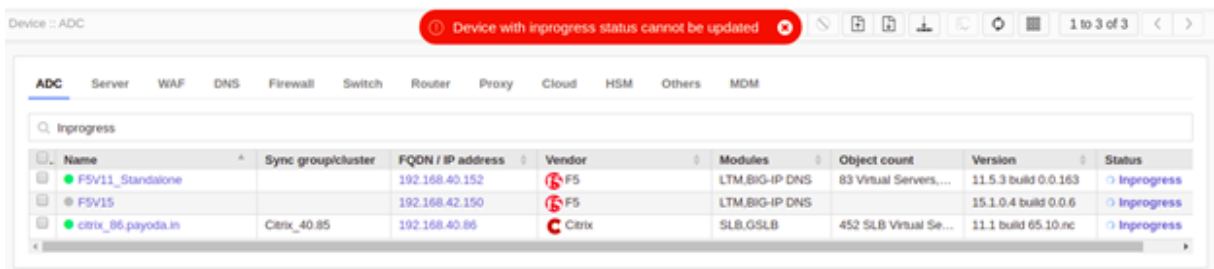 Device :: ADC
Device with inprogress status cannot be updated
1 to 3 of 3
ADC Server WAF DNS Firewall Switch Router Proxy Cloud HSM Others MDM
Inprogress
Name Sync group/cluster FQDN / IP address Vendor Modules Object count Version Status
F5V11_Standalone 192.168.40.152 F5 LTM,BIG-IP DNS 83 Virtual Servers,... 11.5.3 build 0.0.163 Inprogress
F5V15 192.168.42.150 F5 LTM,BIG-IP DNS 15.1.0.4 build 0.0.6 Inprogress
citrix_86.payoda.in Citrix_40.85 192.168.40.86 Citrix SLB,GSLB 452 SLB Virtual Se... 11.1 build 65.10.nc Inprogress